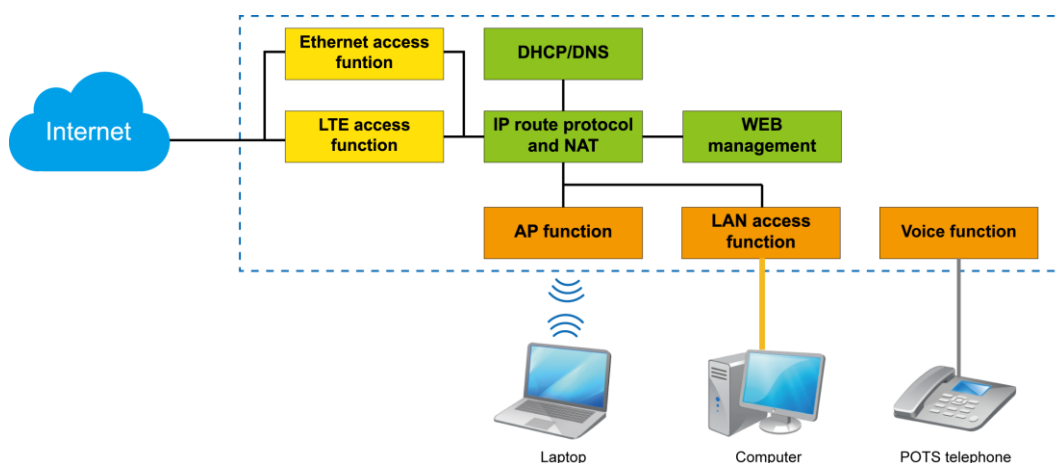 Ethernet access
funtion
DHCP/DNS
Internet
LTE access
function
IP route protocol
and NAT
WEB
management
AP function
LAN access
function
Voice function
Laptop
Computer
POTS telephone